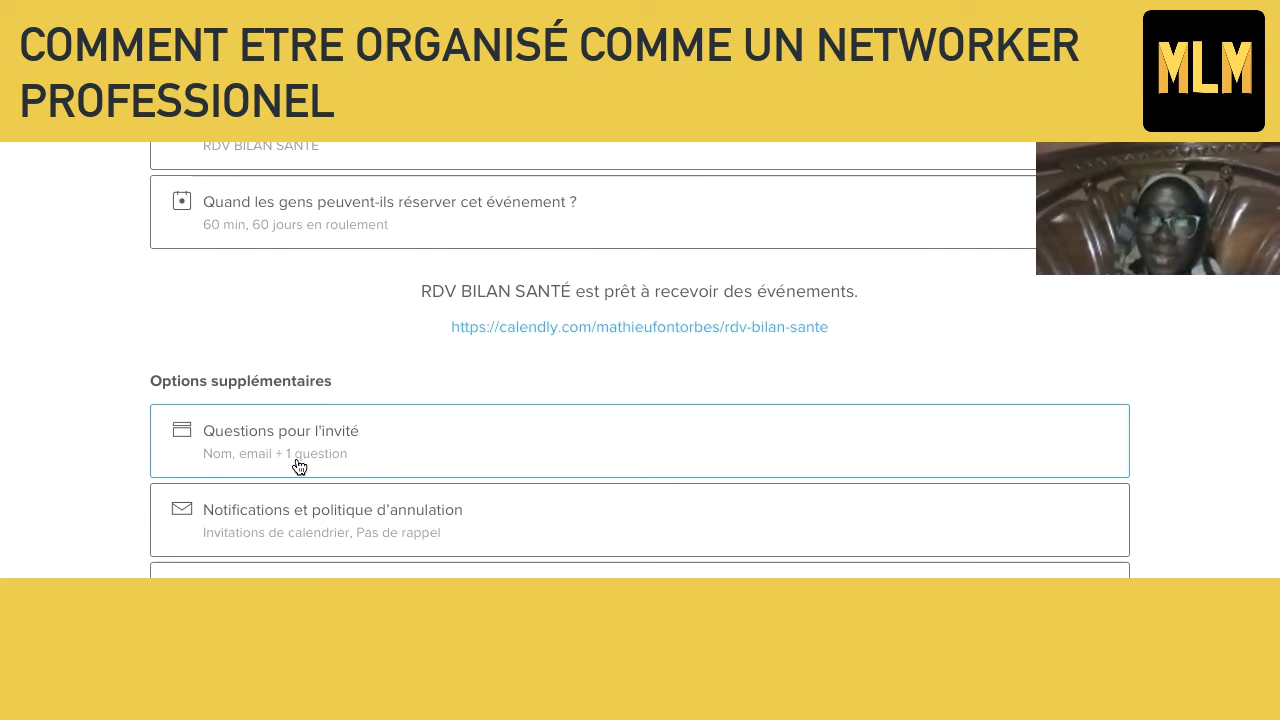 COMMENT ETRE ORGANISÉ COMME UN NETWORKER
PROFESSIONEL
MLM
RDV BILAN SANTÉ
Quand les gens peuvent-ils réserver cet événement ?
60 min, 60 jours en roulement
RDV BILAN SANTÉ est prêt à recevoir des événements.
https://calendly.com/mathieufontorbes/rdv-bilan-sante
Options supplémentaires
Questions pour l'invité
Nom, email + 1 question
Notifications et politique d’annulation
Invitations de calendrier, Pas de rappel